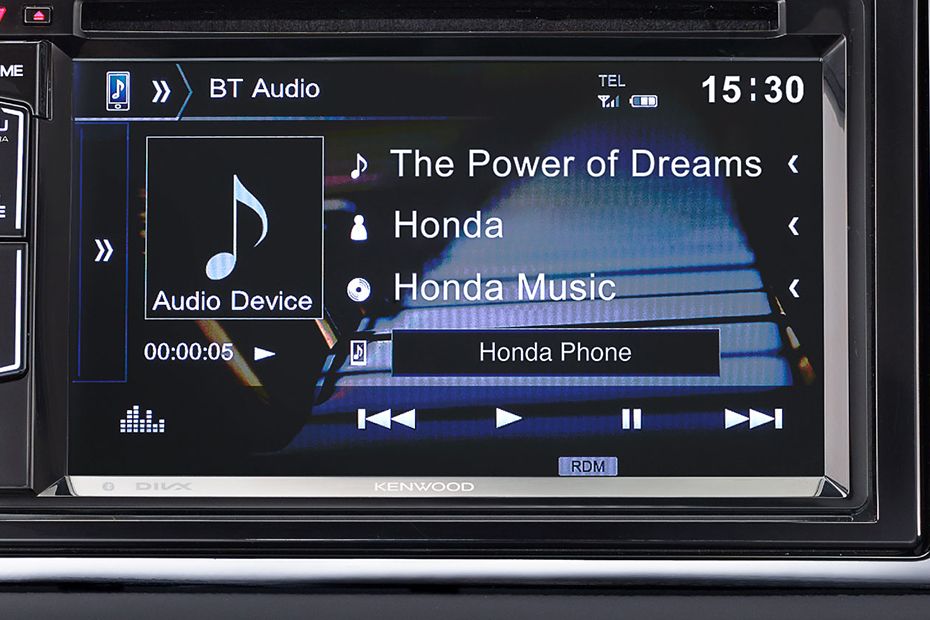 BT Audio
TEL
15:30
The Power of Dreams
Honda
Honda Music
Audio Device
00:00:05
Honda Phone
RDM
DIVX
KENWOOD